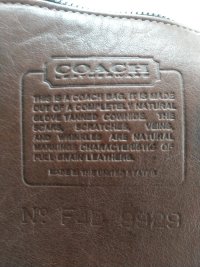 COACH
THIS IS A COACH BAG. IT IS MADE
OUT OF A COMPLETELY NATURAL
GLOVE TANNED COWHIDE. THE
SCARS, SCRATCHES, VEINS,
AND WRINKLES ARE NATURAL
MARKINGS CHARACTERISTIC OF
FULL GRAIN LEATHERS.
MADE IN THE UNITED STATES
No